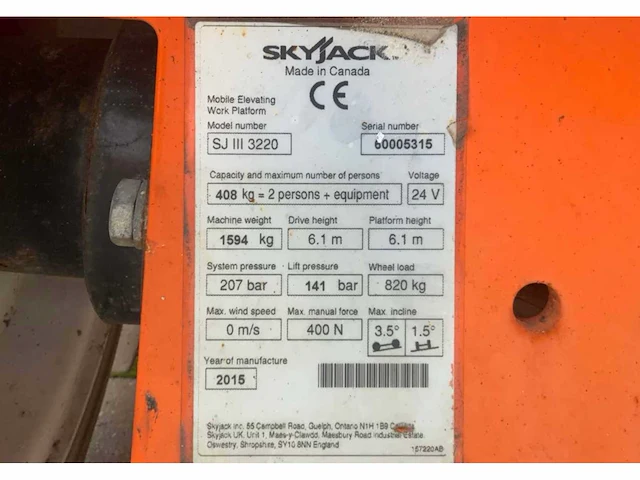 SKYJACK™
Made in Canada
CE
Mobile Elevating
Work Platform
Model number Serial number
SJ III 3220 60005315
Capacity and maximum number of persons Voltage
408 kg = 2 persons + equipment 24 V
Machine weight Drive height Platform height
1594 kg 6.1 m 6.1 m
System pressure Lift pressure Wheel load
207 bar 141 bar 820 kg
Max. wind speed Max. manual force Max. incline
0 m/s 400 N 3.5° 1.5°
Year of manufacture
2015
Skyjack Inc. 55 Campbell Road, Guelph, Ontario N1H 1B9 Canada
Skyjack UK, Unit 1, Maes-y-Clawdd, Maesbury Road Industrial Estate,
Oswestry, Shropshire, SY10 8NN England
157220AB